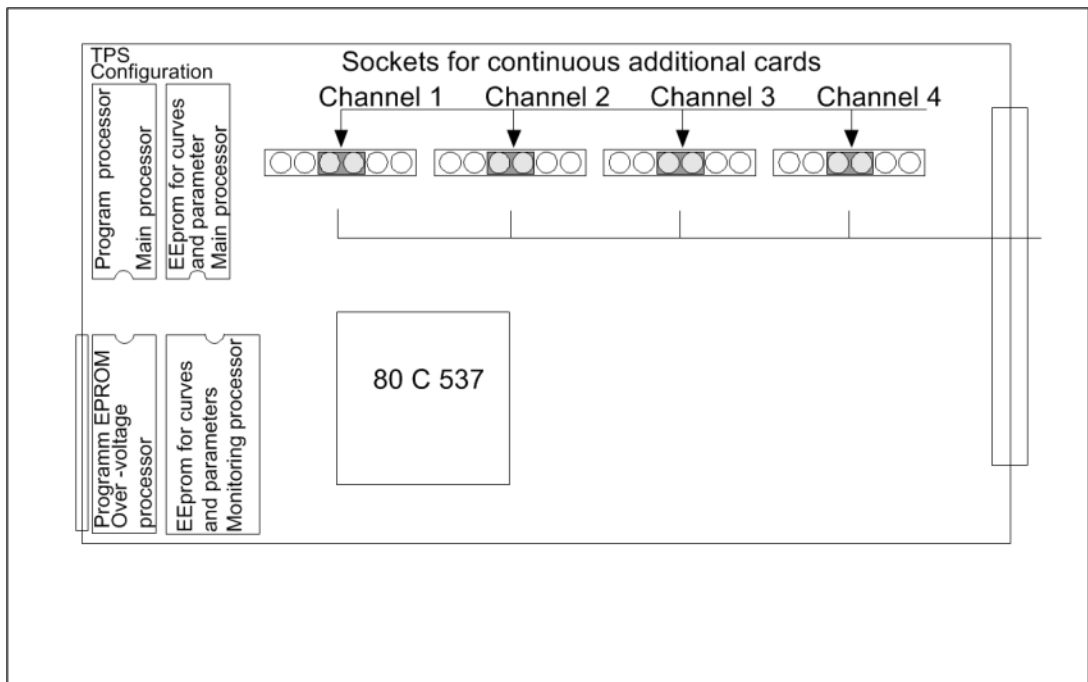 TPS
Configuration
Sockets for continuous additional cards
Channel 1
Channel 2
Channel 3
Channel 4
Program processor
Main processor
EEprom for curves
and parameter
Main processor
Programm EPROM
Over -voltage
processor
EEprom for curves
and parameters
Monitoring processor
80 C 537